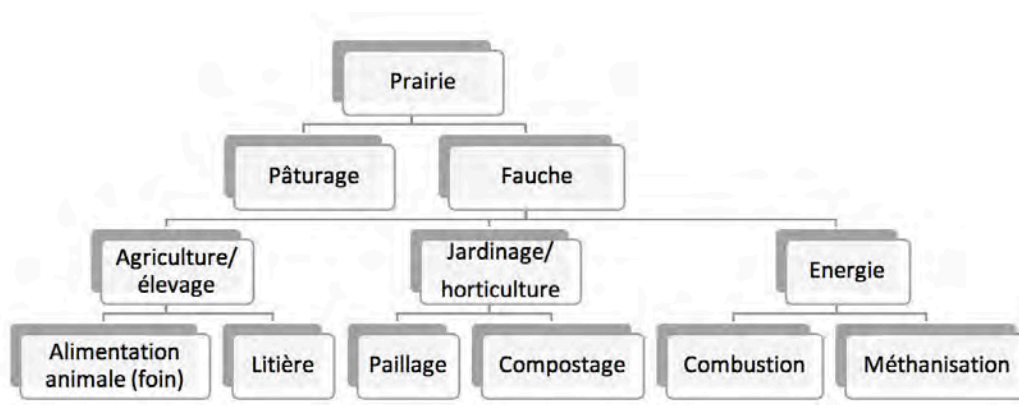 Prairie
Pâturage
Fauche
Agriculture/
élevage
Jardinage/
horticulture
Energie
Alimentation
animale (foin)
Litière
Paillage
Compostage
Combustion
Méthanisation